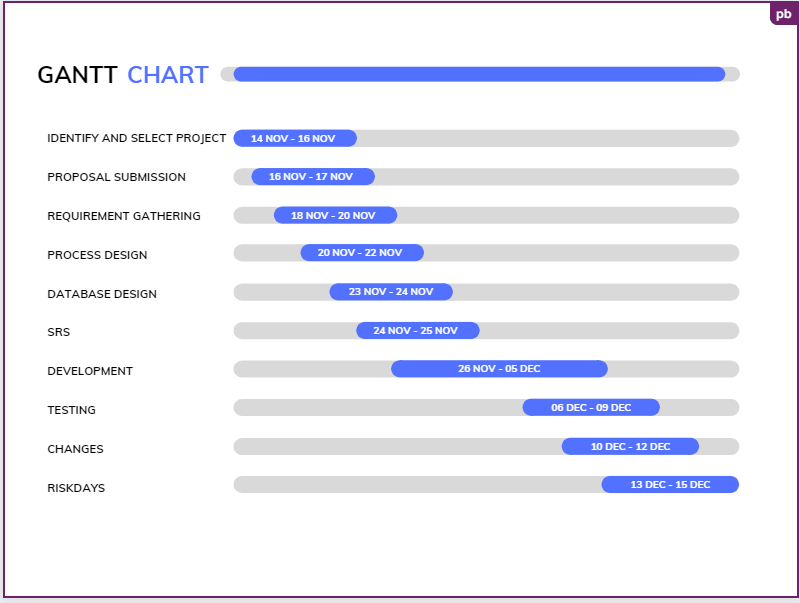 pb
GANTT CHART
IDENTIFY AND SELECT PROJECT 14 NOV - 16 NOV
PROPOSAL SUBMISSION 16 NOV - 17 NOV
REQUIREMENT GATHERING 18 NOV - 20 NOV
PROCESS DESIGN 20 NOV - 22 NOV
DATABASE DESIGN 23 NOV - 24 NOV
SRS 24 NOV - 25 NOV
DEVELOPMENT 26 NOV - 05 DEC
TESTING 06 DEC - 09 DEC
CHANGES 10 DEC - 12 DEC
RISKDAYS 13 DEC - 15 DEC